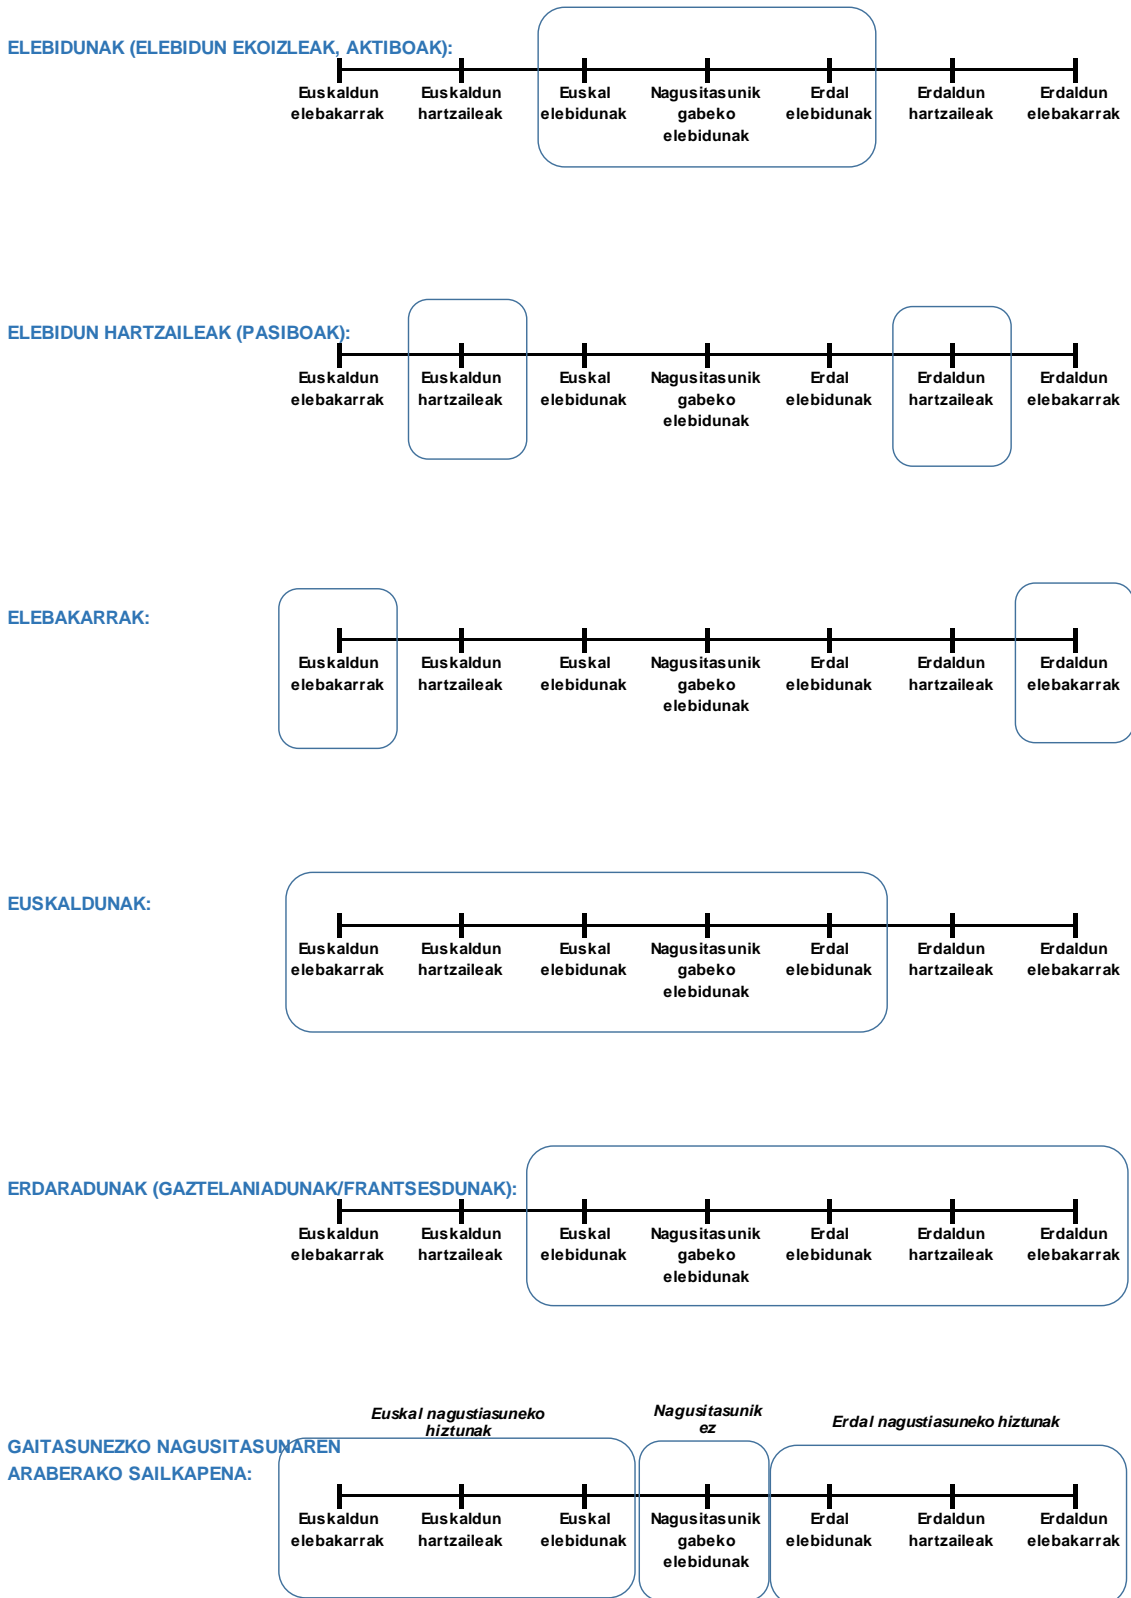 ELEBIDUNAK (ELEBIDUN EKOIZLEAK, AKTIBOAK):
Euskaldun Euskaldun Euskal Nagusitasunik Erdal Erdaldun Erdaldun
elebakarrak hartzaileak elebidunak gabeko elebidunak hartzaileak elebakarrak
elebidunak
ELEBIDUN HARTZAILEAK (PASIBOAK):
Euskaldun Euskaldun Euskal Nagusitasunik Erdal Erdaldun Erdaldun
elebakarrak hartzaileak elebidunak gabeko elebidunak hartzaileak elebakarrak
elebidunak
ELEBAKARRAK:
Euskaldun Euskaldun Euskal Nagusitasunik Erdal Erdaldun Erdaldun
elebakarrak hartzaileak elebidunak gabeko elebidunak hartzaileak elebakarrak
elebidunak
EUSKALDUNAK:
Euskaldun Euskaldun Euskal Nagusitasunik Erdal Erdaldun Erdaldun
elebakarrak hartzaileak elebidunak gabeko elebidunak hartzaileak elebakarrak
elebidunak
ERDARADUNAK (GAZTELANIADUNAK/FRANTSESDUNAK):
Euskaldun Euskaldun Euskal Nagusitasunik Erdal Erdaldun Erdaldun
elebakarrak hartzaileak elebidunak gabeko elebidunak hartzaileak elebakarrak
elebidunak
Euskal nagustiasuneko
hiztunak
Nagusitasunik
ez
Erdal nagustiasuneko hiztunak
GAITASUNEZKO NAGUSITASUNAREN
ARABERAKO SAILKAPENA:
Euskaldun Euskaldun Euskal Nagusitasunik Erdal Erdaldun Erdaldun
elebakarrak hartzaileak elebidunak gabeko elebidunak hartzaileak elebakarrak
elebidunak